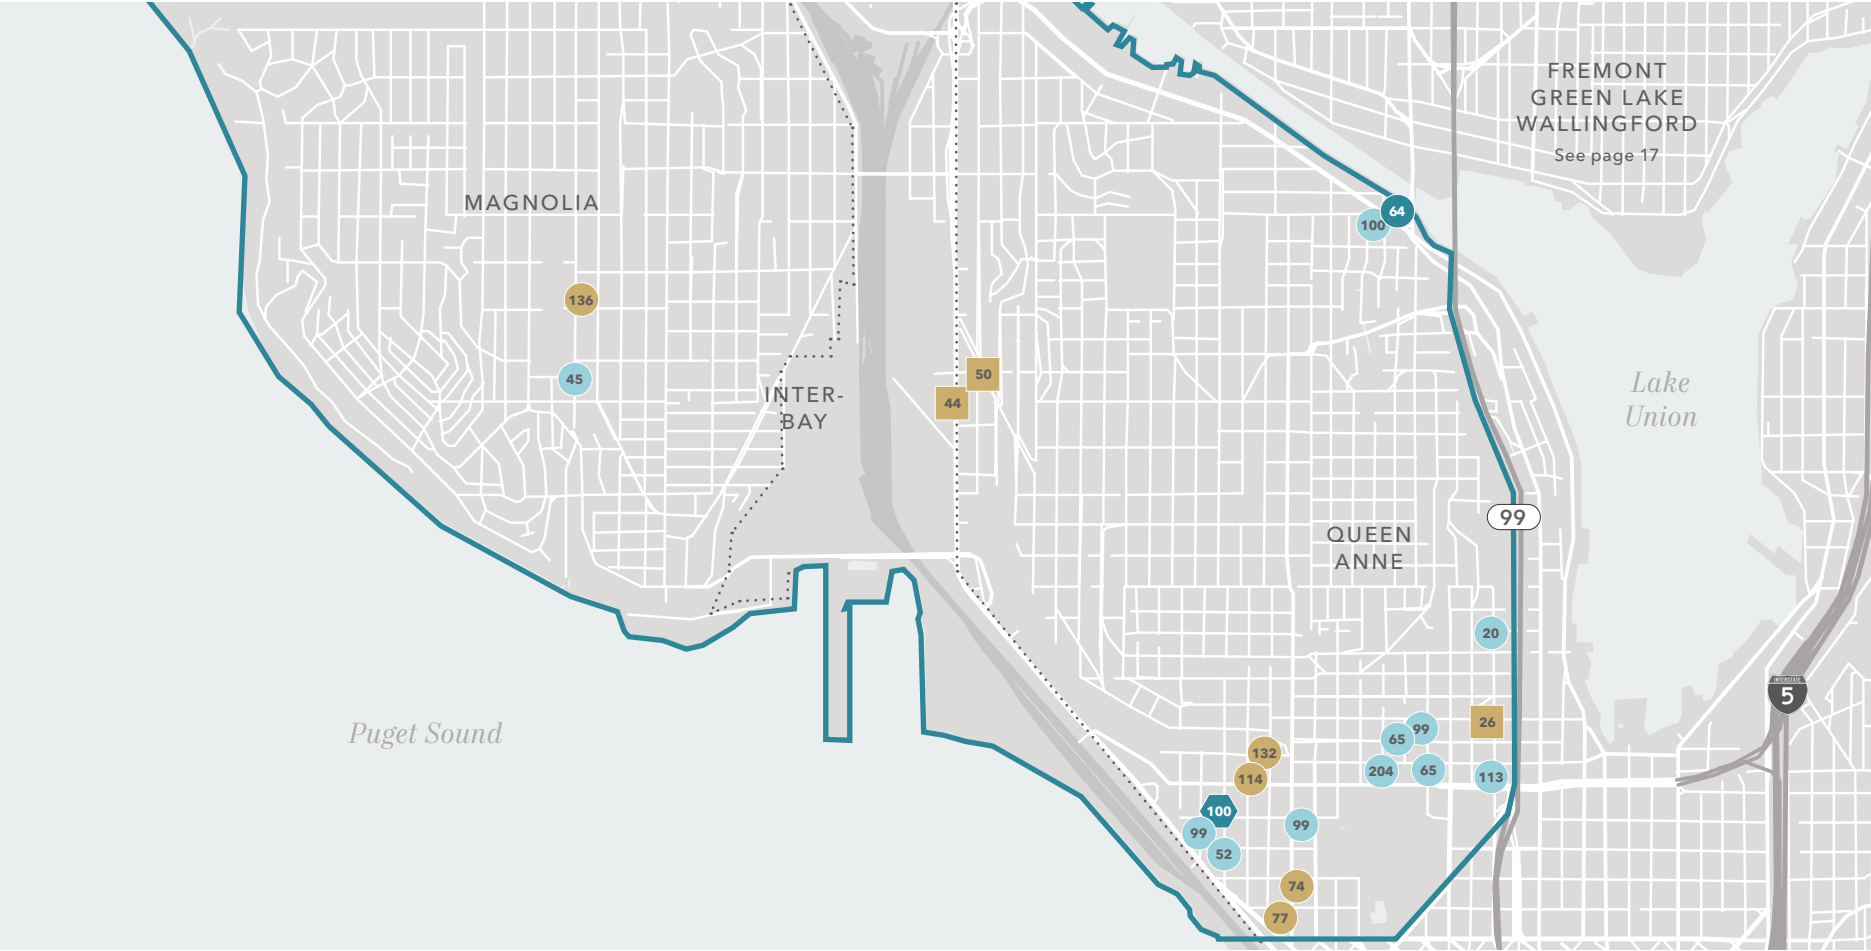 FREMONT
GREEN LAKE
WALLINGFORD
See page 17
MAGNOLIA
64
100
136
45
50
44
INTER-
BAY
Lake
Union
99
QUEEN
ANNE
20
INTERSTATE
5
26
99
65
Puget Sound
132
204
65
113
114
100
99
99
52
74
77